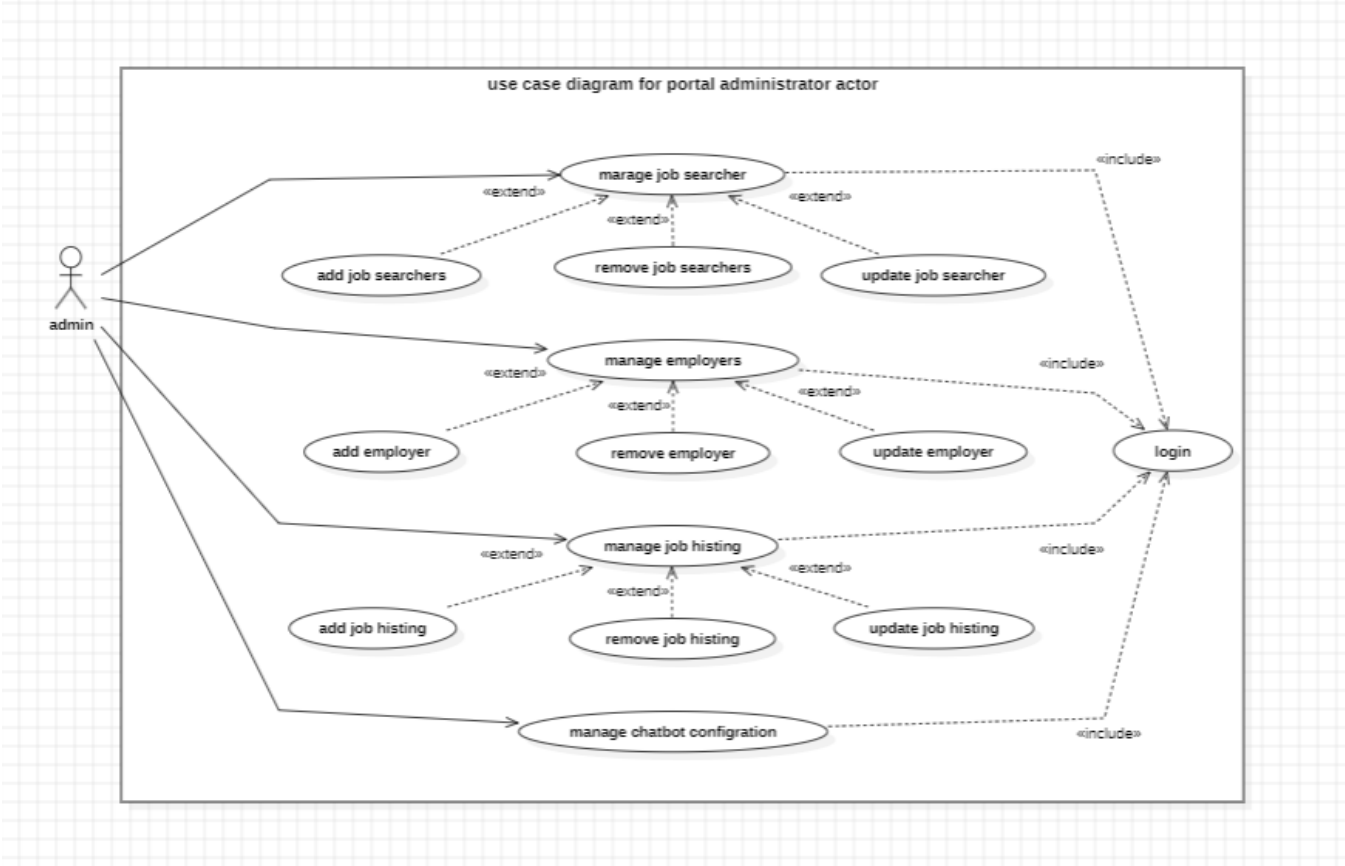 use case diagram for portal administrator actor
«include»
marage job searcher
«extend»
«extend»
«extend»
add job searchers
remove job searchers
update job searcher
admin
manage employers
«include»
«extend»
«extend»
«extend»
add employer
remove employer
update employer
login
manage job histing
«include»
«extend»
«extend»
«extend»
add job histing
remove job histing
update job histing
manage chatbot configration
«include»